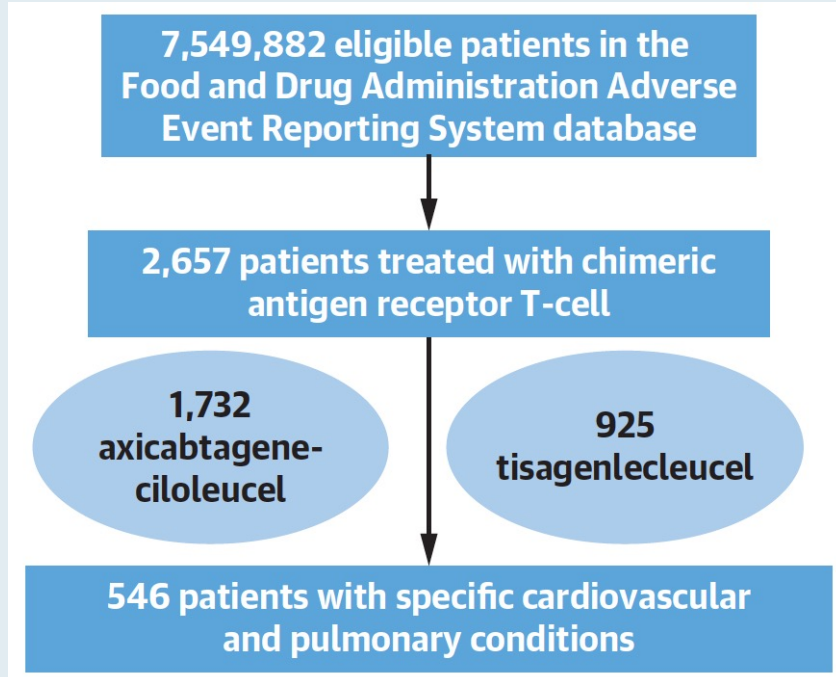 7,549,882 eligible patients in the
Food and Drug Administration Adverse
Event Reporting System database
2,657 patients treated with chimeric
antigen receptor T-cell
1,732
axicabtagene-
ciloleucel
925
tisagenlecleucel
546 patients with specific cardiovascular
and pulmonary conditions